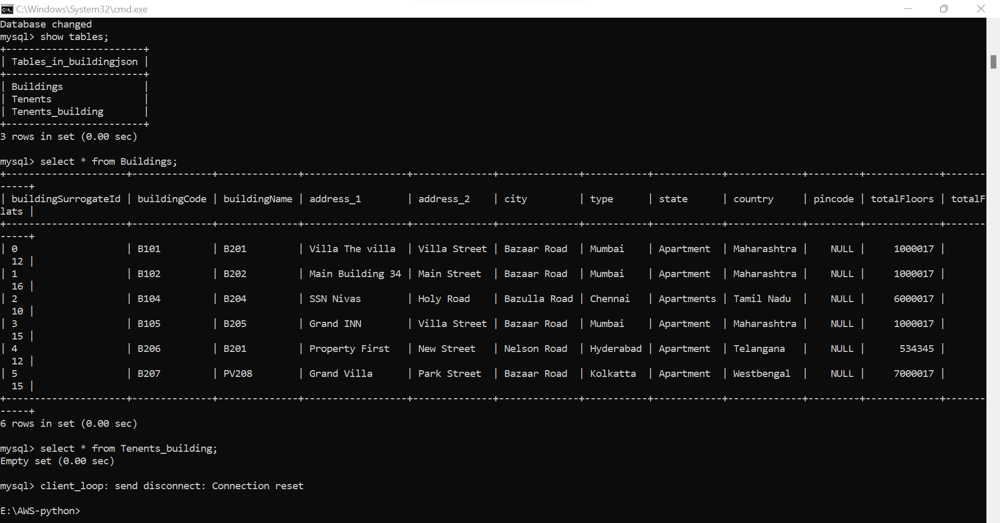 C:\Windows\System32\cmd.exe
Database changed
mysql> show tables;
+------------------------+
| Tables_in_buildingjson |
+------------------------+
| Buildings              |
| Tenents                |
| Tenents_building       |
+------------------------+
3 rows in set (0.00 sec)

mysql> select * from Buildings;
+---------------------+--------------+--------------+------------------+--------------+--------------+-----------+------------+-------------+---------+-------------+-------
-----+
| buildingSurrogateId | buildingCode | buildingName | address_1        | address_2    | city         | type      | state      | country     | pincode | totalFloors | totalF
lats |
+---------------------+--------------+--------------+------------------+--------------+--------------+-----------+------------+-------------+---------+-------------+-------
-----+
| 0                   | B101         | B201         | Villa The villa  | Villa Street | Bazaar Road  | Mumbai    | Apartment  | Maharashtra |    NULL |     1000017 |
  12 |
| 1                   | B102         | B202         | Main Building 34 | Main Street  | Bazaar Road  | Mumbai    | Apartment  | Maharashtra |    NULL |     1000017 |
  16 |
| 2                   | B104         | B204         | SSN Nivas        | Holy Road    | Bazulla Road | Chennai   | Apartments | Tamil Nadu  |    NULL |     6000017 |
  10 |
| 3                   | B105         | B205         | Grand INN        | Villa Street | Bazaar Road  | Mumbai    | Apartment  | Maharashtra |    NULL |     1000017 |
  15 |
| 4                   | B206         | B201         | Property First   | New Street   | Nelson Road  | Hyderabad | Apartment  | Telangana   |    NULL |      534345 |
  12 |
| 5                   | B207         | PV208        | Grand Villa      | Park Street  | Bazaar Road  | Kolkatta  | Apartment  | Westbengal  |    NULL |     7000017 |
  15 |
+---------------------+--------------+--------------+------------------+--------------+--------------+-----------+------------+-------------+---------+-------------+-------
-----+
6 rows in set (0.00 sec)

mysql> select * from Tenents_building;
Empty set (0.00 sec)

mysql> client_loop: send disconnect: Connection reset

E:\AWS-python>